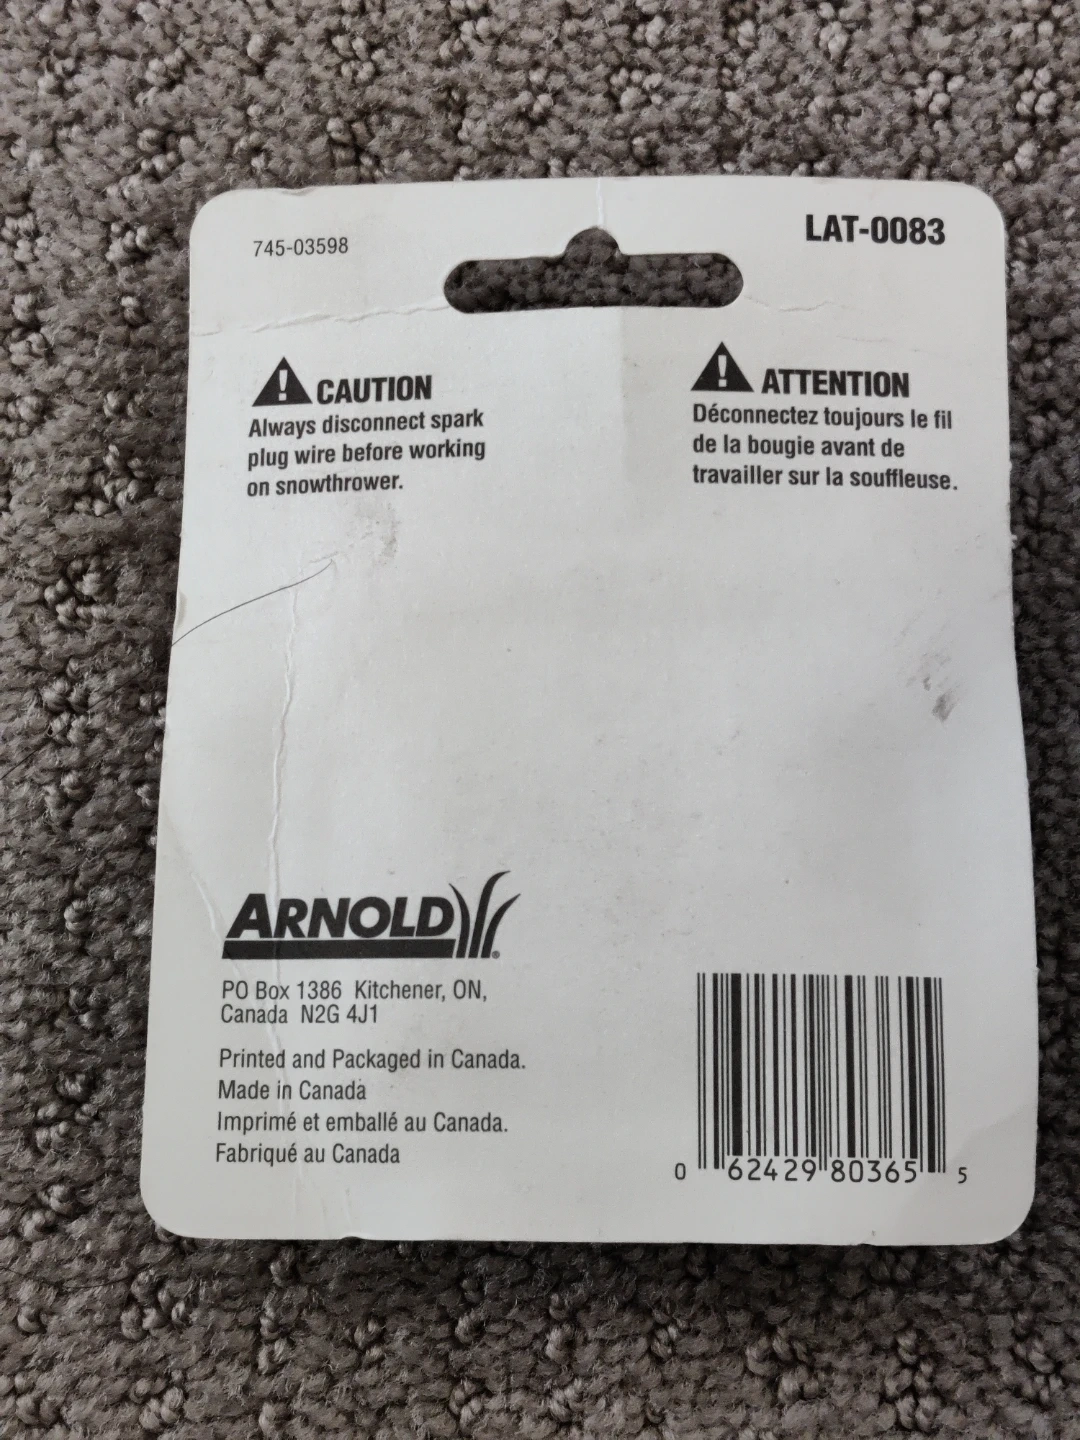 745-03598
LAT-0083
! CAUTION
Always disconnect spark
plug wire before working
on snowthrower.
! ATTENTION
Déconnectez toujours le fil
de la bougie avant de
travailler sur la souffleuse.
ARNOLD®
PO Box 1386 Kitchener, ON,
Canada N2G 4J1
Printed and Packaged in Canada.
Made in Canada
Imprimé et emballé au Canada.
Fabriqué au Canada
0 62429 80365 5